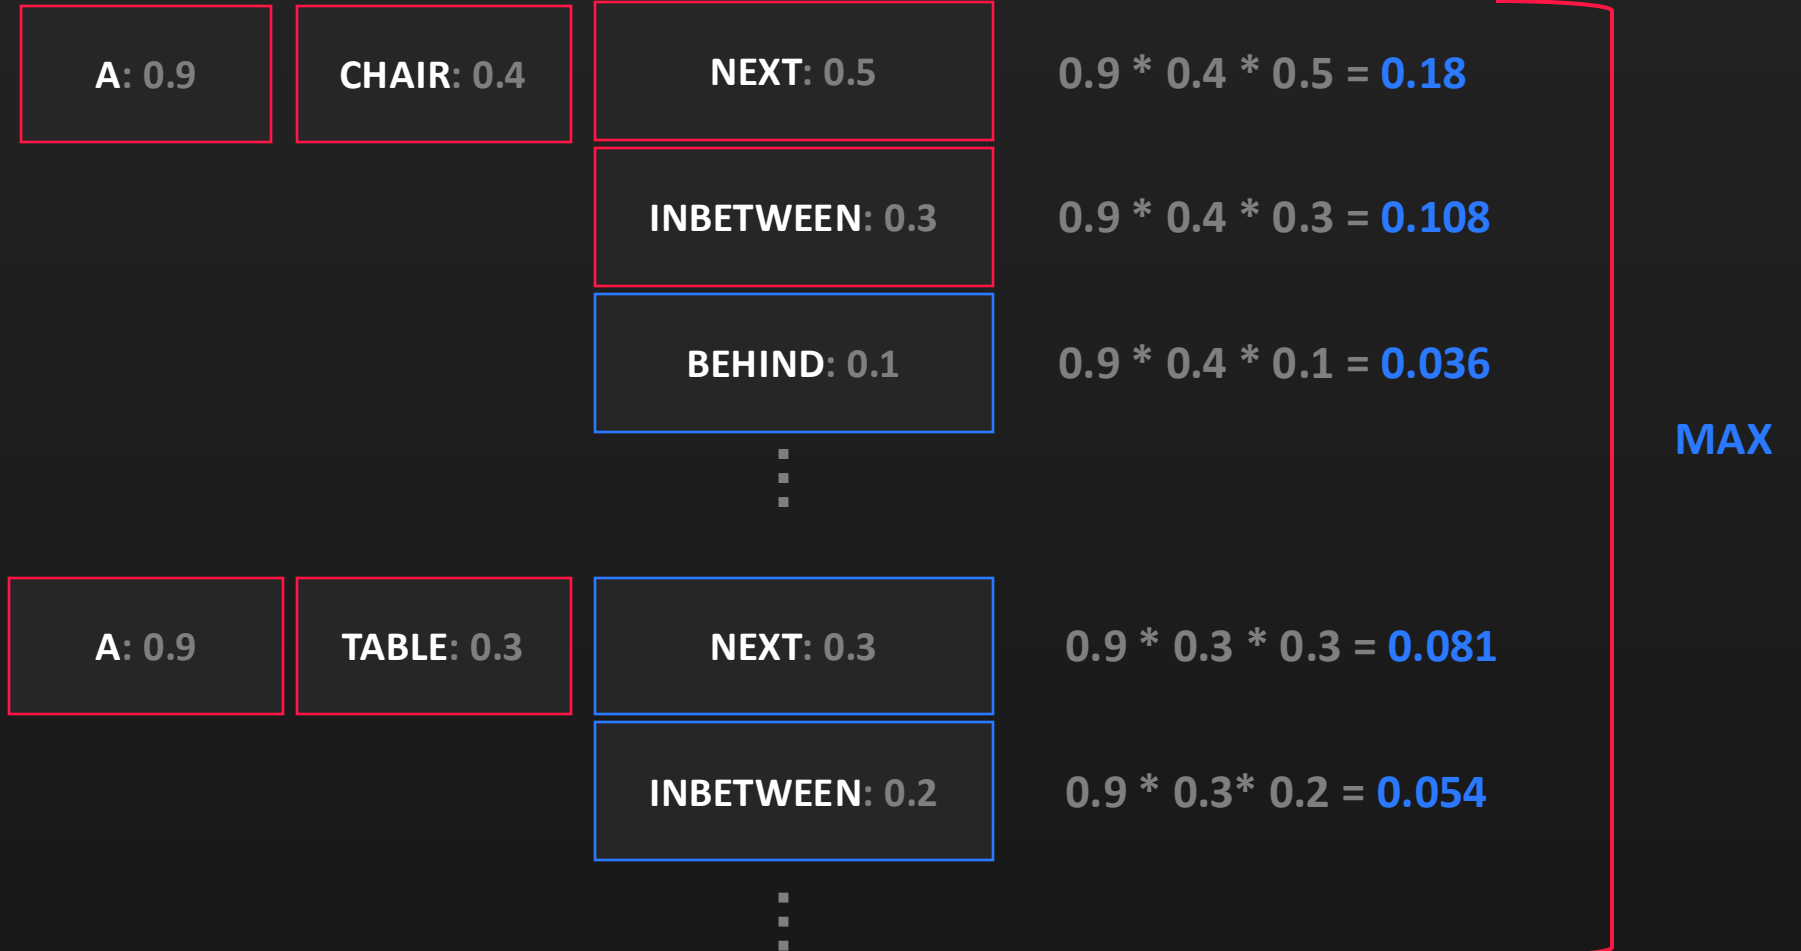 A: 0.9 CHAIR: 0.4 NEXT: 0.5 0.9 * 0.4 * 0.5 = 0.18
INBETWEEN: 0.3 0.9 * 0.4 * 0.3 = 0.108
BEHIND: 0.1 0.9 * 0.4 * 0.1 = 0.036
MAX
A: 0.9 TABLE: 0.3 NEXT: 0.3 0.9 * 0.3 * 0.3 = 0.081
INBETWEEN: 0.2 0.9 * 0.3* 0.2 = 0.054